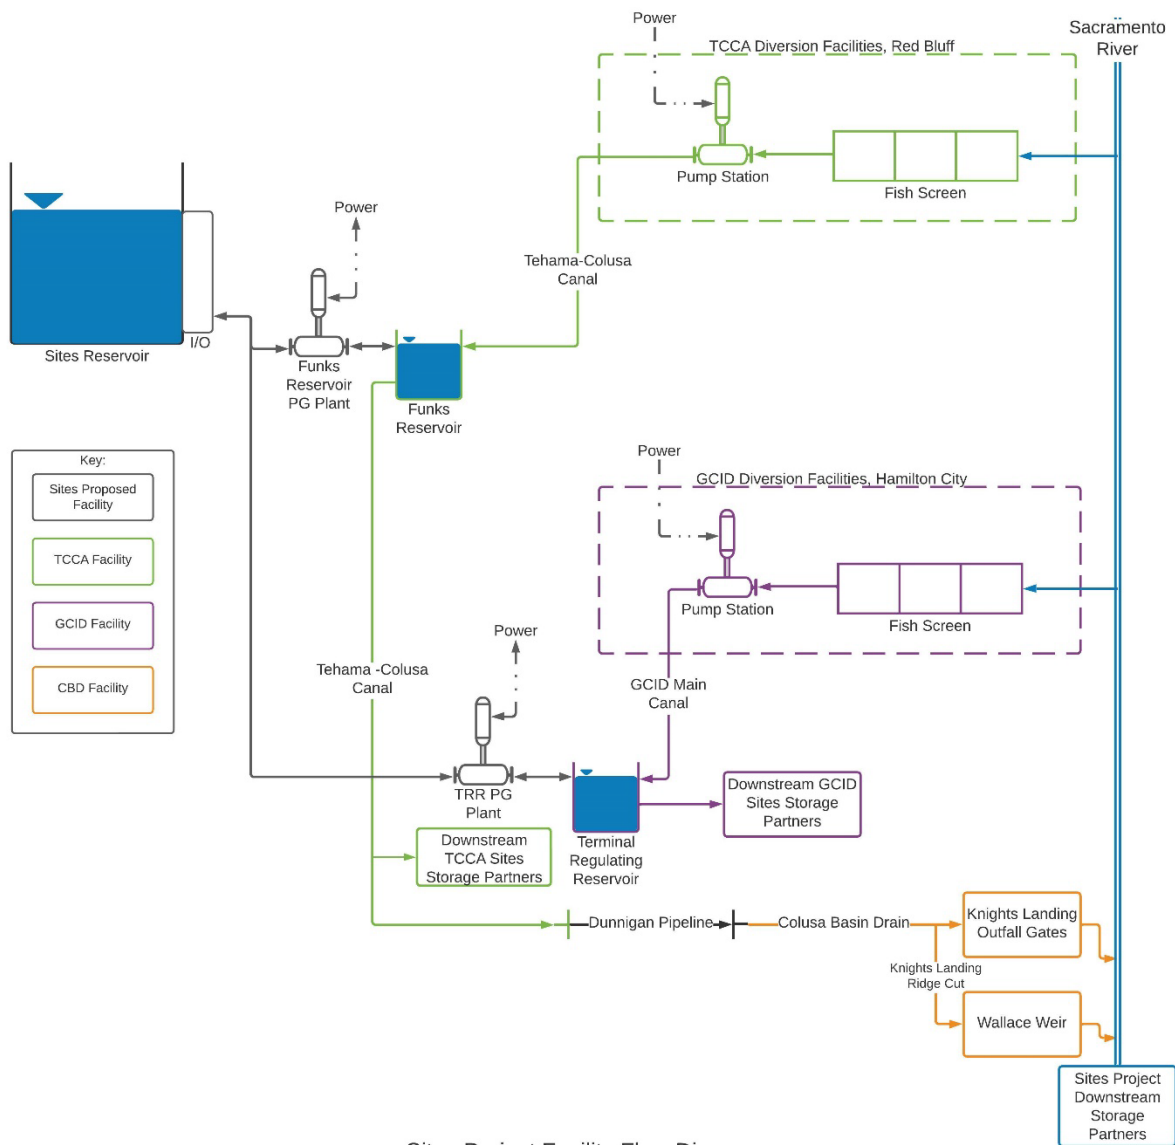 Power
TCCA Diversion Facilities, Red Bluff
Sacramento
River
Pump Station
Fish Screen
Tehama-Colusa
Canal
Power
Sites Reservoir
I/O
Funks
Reservoir
PG Plant
Funks
Reservoir
Key:
Sites Proposed
Facility
TCCA Facility
GCID Facility
CBD Facility
Power
GCID Diversion Facilities, Hamilton City
Pump Station
Fish Screen
GCID Main
Canal
Tehama -Colusa
Canal
Power
TRR PG
Plant
Terminal
Regulating
Reservoir
Downstream GCID
Sites Storage
Partners
Downstream
TCCA Sites
Storage Partners
Dunnigan Pipeline
Colusa Basin Drain
Knights Landing
Outfall Gates
Knights Landing
Ridge Cut
Wallace Weir
Sites Project
Downstream
Storage
Partners